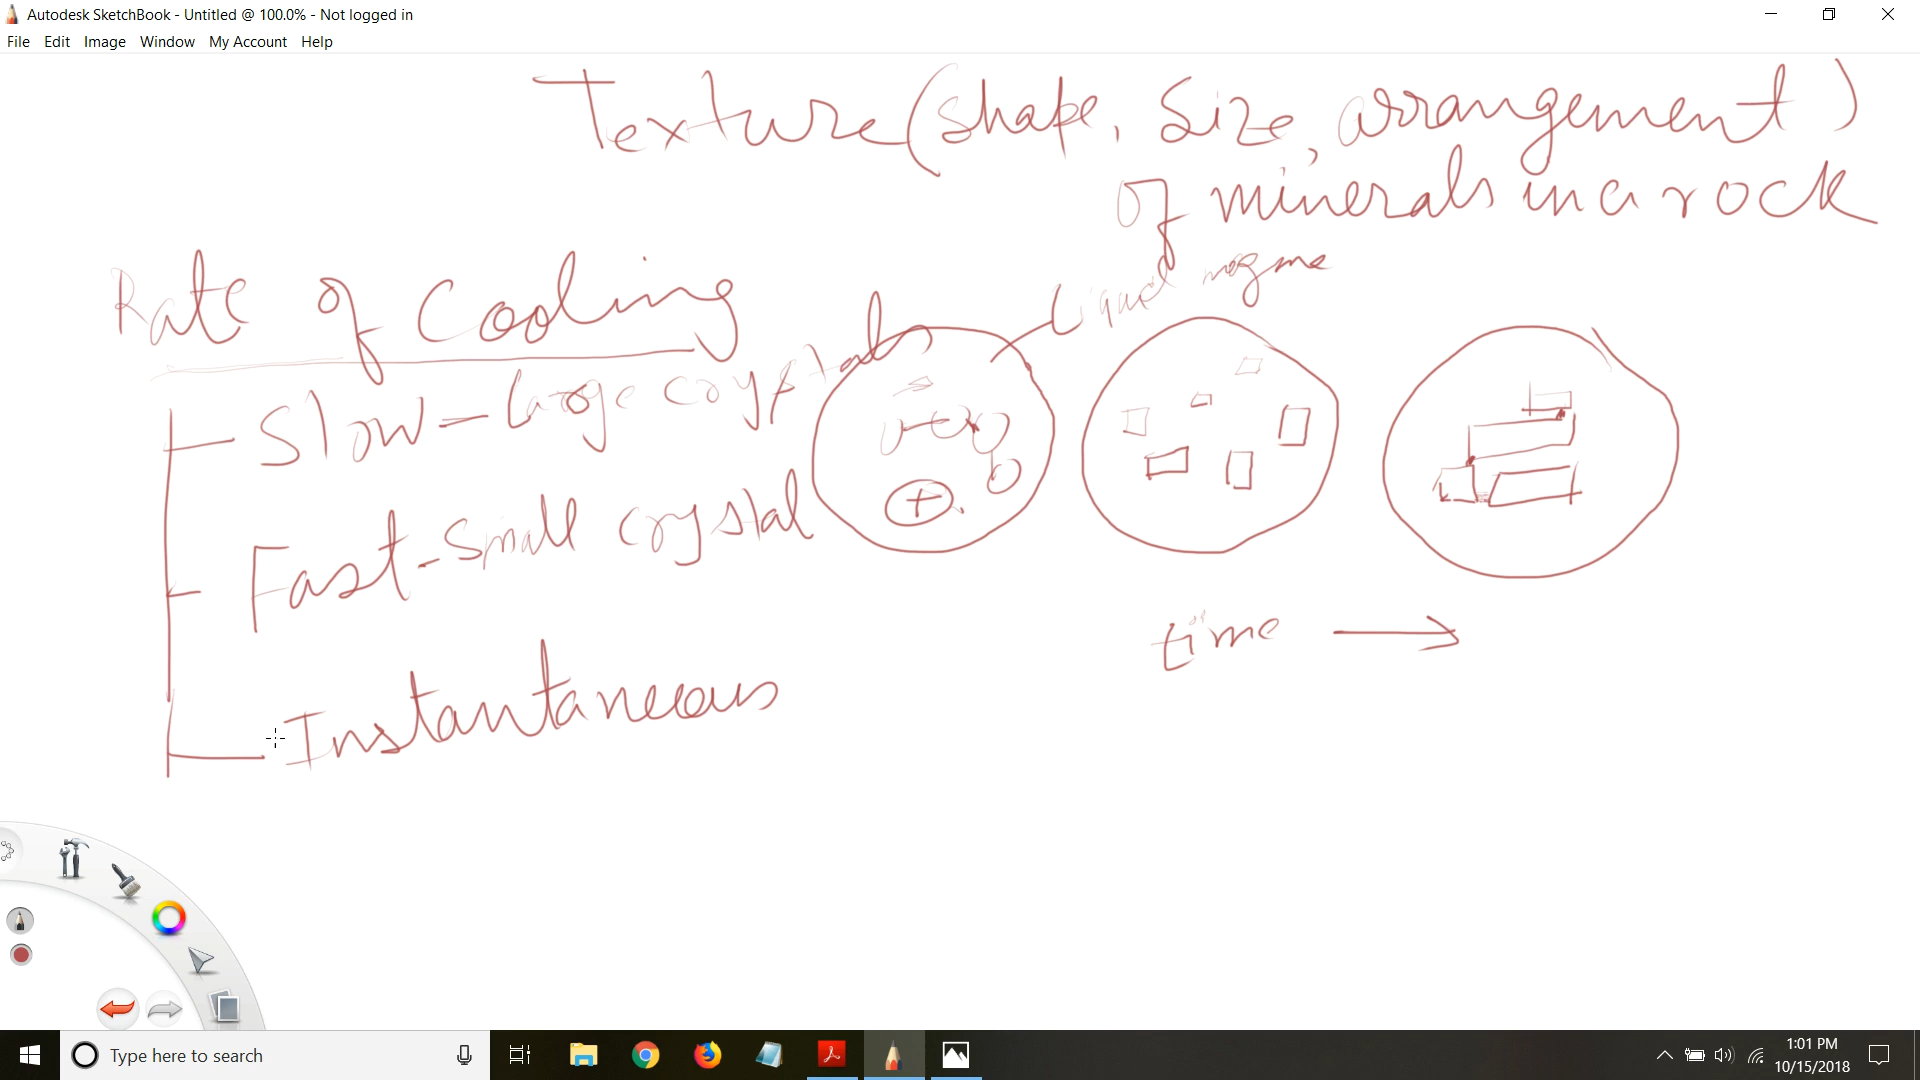 Autodesk SketchBook - Untitled @ 100.0% - Not logged in
File Edit Image Window My Account Help
Texture (shape, Size, arrangement)
of minerals in a rock
Rate of Cooling
Liquid magma
Slow - large crystals
Fast - Small crystal
time
Instantaneous
Type here to search
1:01 PM
10/15/2018